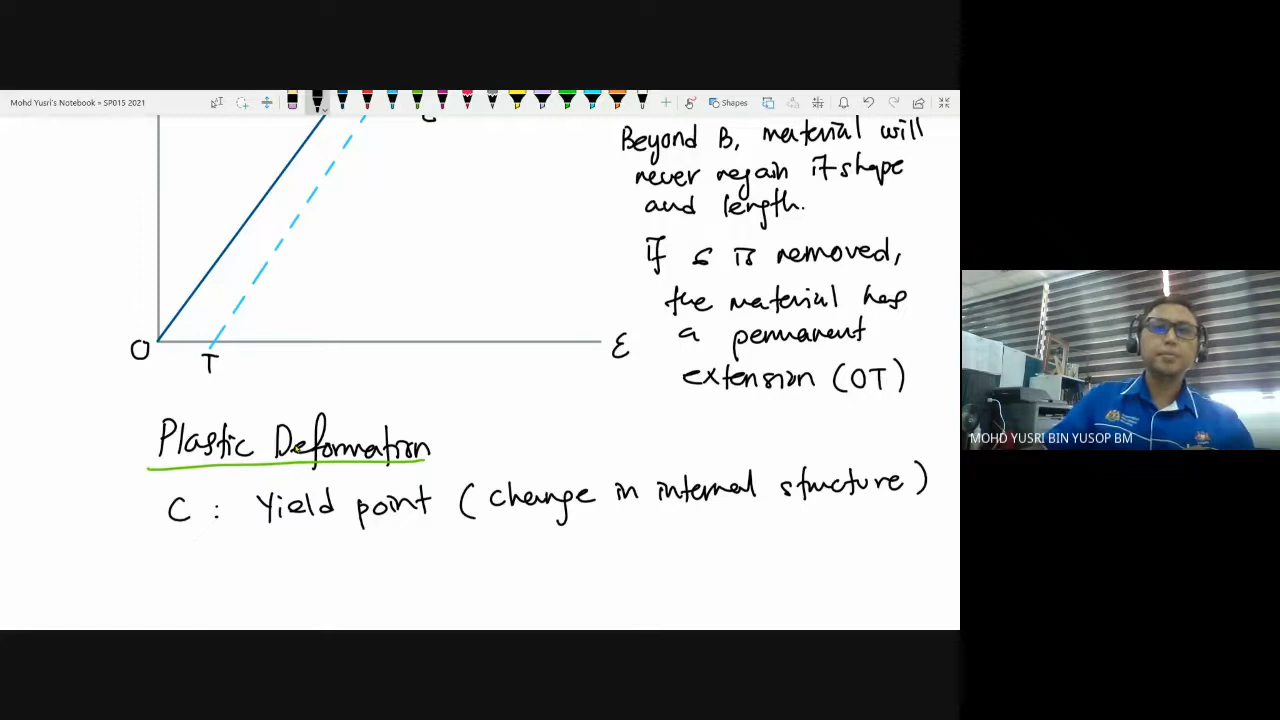 Mohd Yusri's Notebook » SP015 2021
Shapes
Beyond B, material will
never regain it shape
and length.
If σ is removed,
the material has
a permanent
extension (OT)
O
T
ε
Plastic Deformation
C : Yield point (change in internal structure)
MOHD YUSRI BIN YUSOP BM